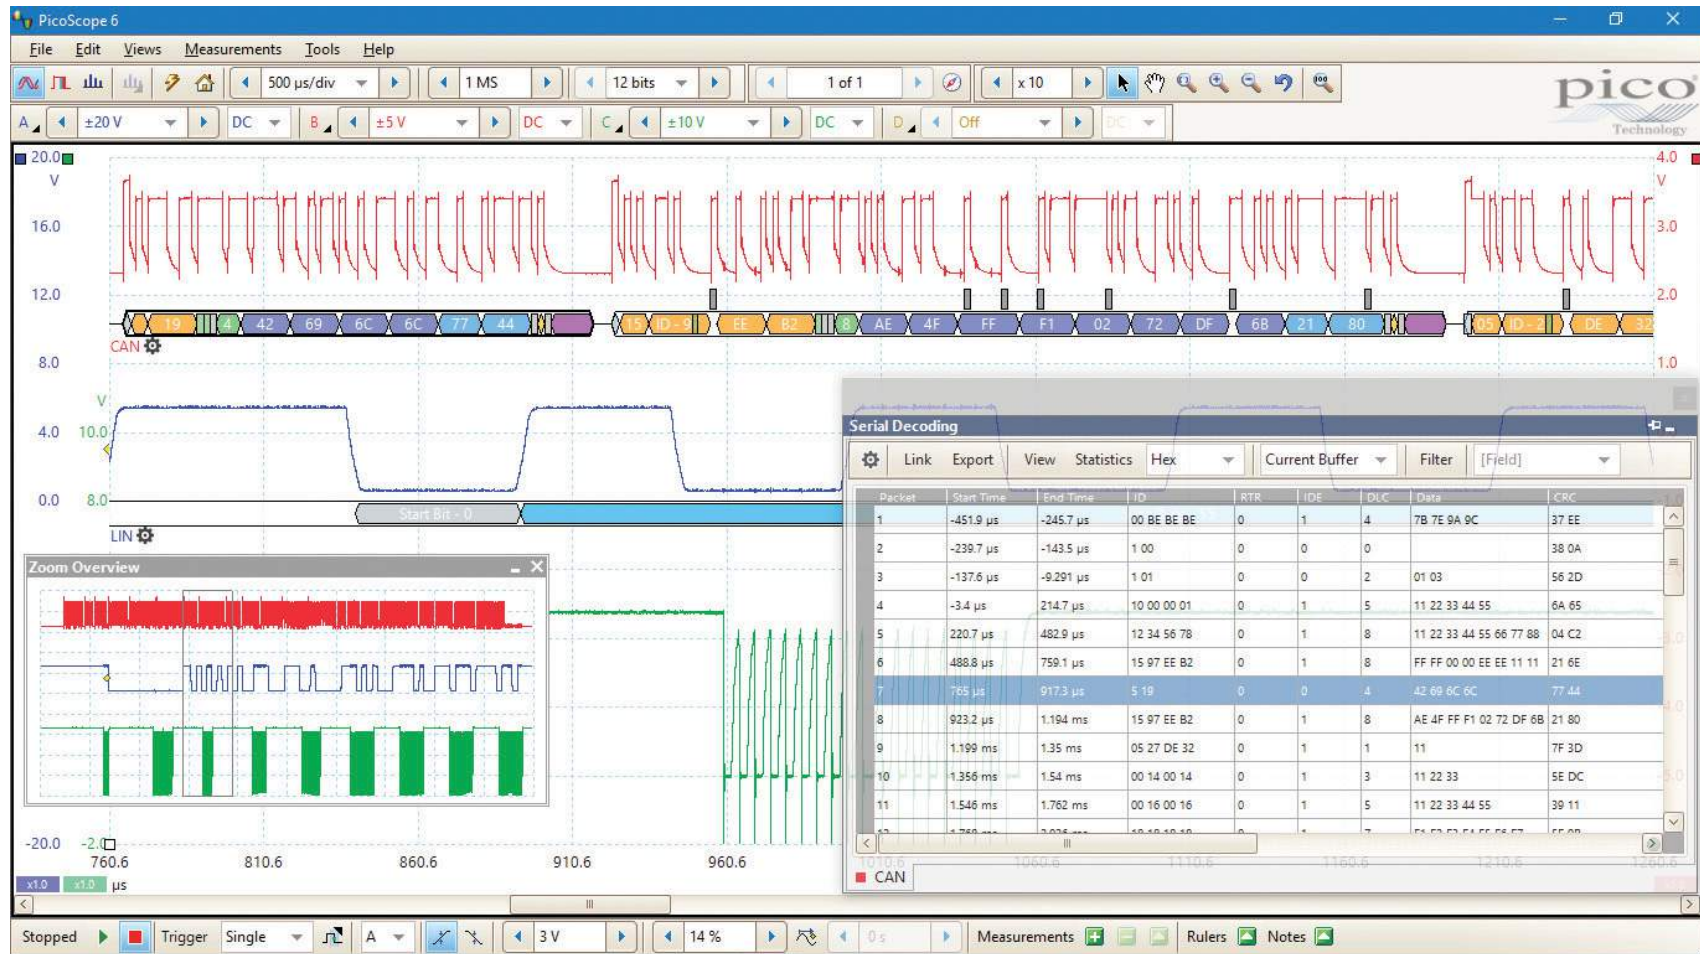 PicoScope 6
File Edit Views Measurements Tools Help
500 µs/div 1 MS 12 bits 1 of 1 x 10
pico
Technology
A ±20 V DC B ±5 V DC C ±10 V DC D Off DC
20.0 4.0
V V
16.0 3.0
12.0 2.0
19 4 42 69 6C 6C 77 44 15 ID - 9 EE B2 8 AE 4F FF F1 02 72 DF 6B 21 80 05 ID - 2 DE 32
CAN
8.0 1.0
V
4.0 10.0
0.0 8.0
Start Bit - 0
LIN
Zoom Overview
Serial Decoding
Link Export View Statistics Hex Current Buffer Filter [Field]
Packet Start Time End Time ID RTR IDE DLC Data CRC
1 -451.9 µs -245.7 µs 00 BE BE BE 0 1 4 7B 7E 9A 9C 37 EE
2 -239.7 µs -143.5 µs 1 00 0 0 0 38 0A
3 -137.6 µs -9.291 µs 1 01 0 0 2 01 03 56 2D
4 -3.4 µs 214.7 µs 10 00 00 01 0 1 5 11 22 33 44 55 6A 65
5 220.7 µs 482.9 µs 12 34 56 78 0 1 8 11 22 33 44 55 66 77 88 04 C2
6 488.8 µs 759.1 µs 15 97 EE B2 0 1 8 FF FF 00 00 EE EE 11 11 21 6E
7 765 µs 917.3 µs 5 19 0 0 4 42 69 6C 6C 77 44
8 923.2 µs 1.194 ms 15 97 EE B2 0 1 8 AE 4F FF F1 02 72 DF 6B 21 80
9 1.199 ms 1.35 ms 05 27 DE 32 0 1 1 11 7F 3D
10 1.356 ms 1.54 ms 00 14 00 14 0 1 3 11 22 33 5E DC
11 1.546 ms 1.762 ms 00 16 00 16 0 1 5 11 22 33 44 55 39 11
CAN
-20.0 -2.0
760.6 810.6 860.6 910.6 960.6 1010.6 1060.6 1110.6 1160.6 1210.6 1260.6
x1.0 x1.0 µs
Stopped Trigger Single A 3 V 14 % 0 s Measurements Rulers Notes